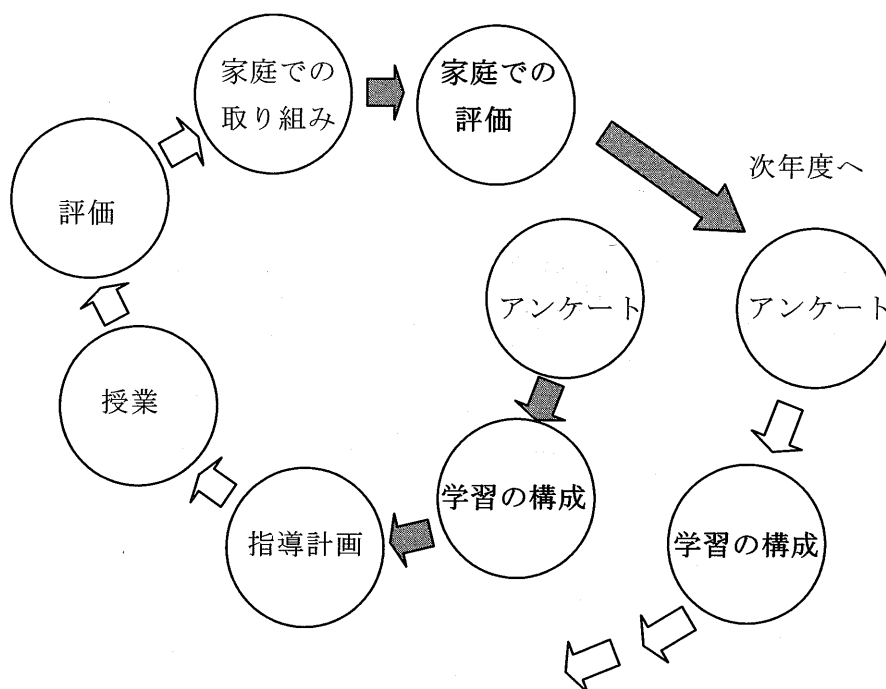 家庭での
取り組み
家庭での
評価
次年度へ
評価
アンケート
アンケート
授業
学習の構成
指導計画
学習の構成